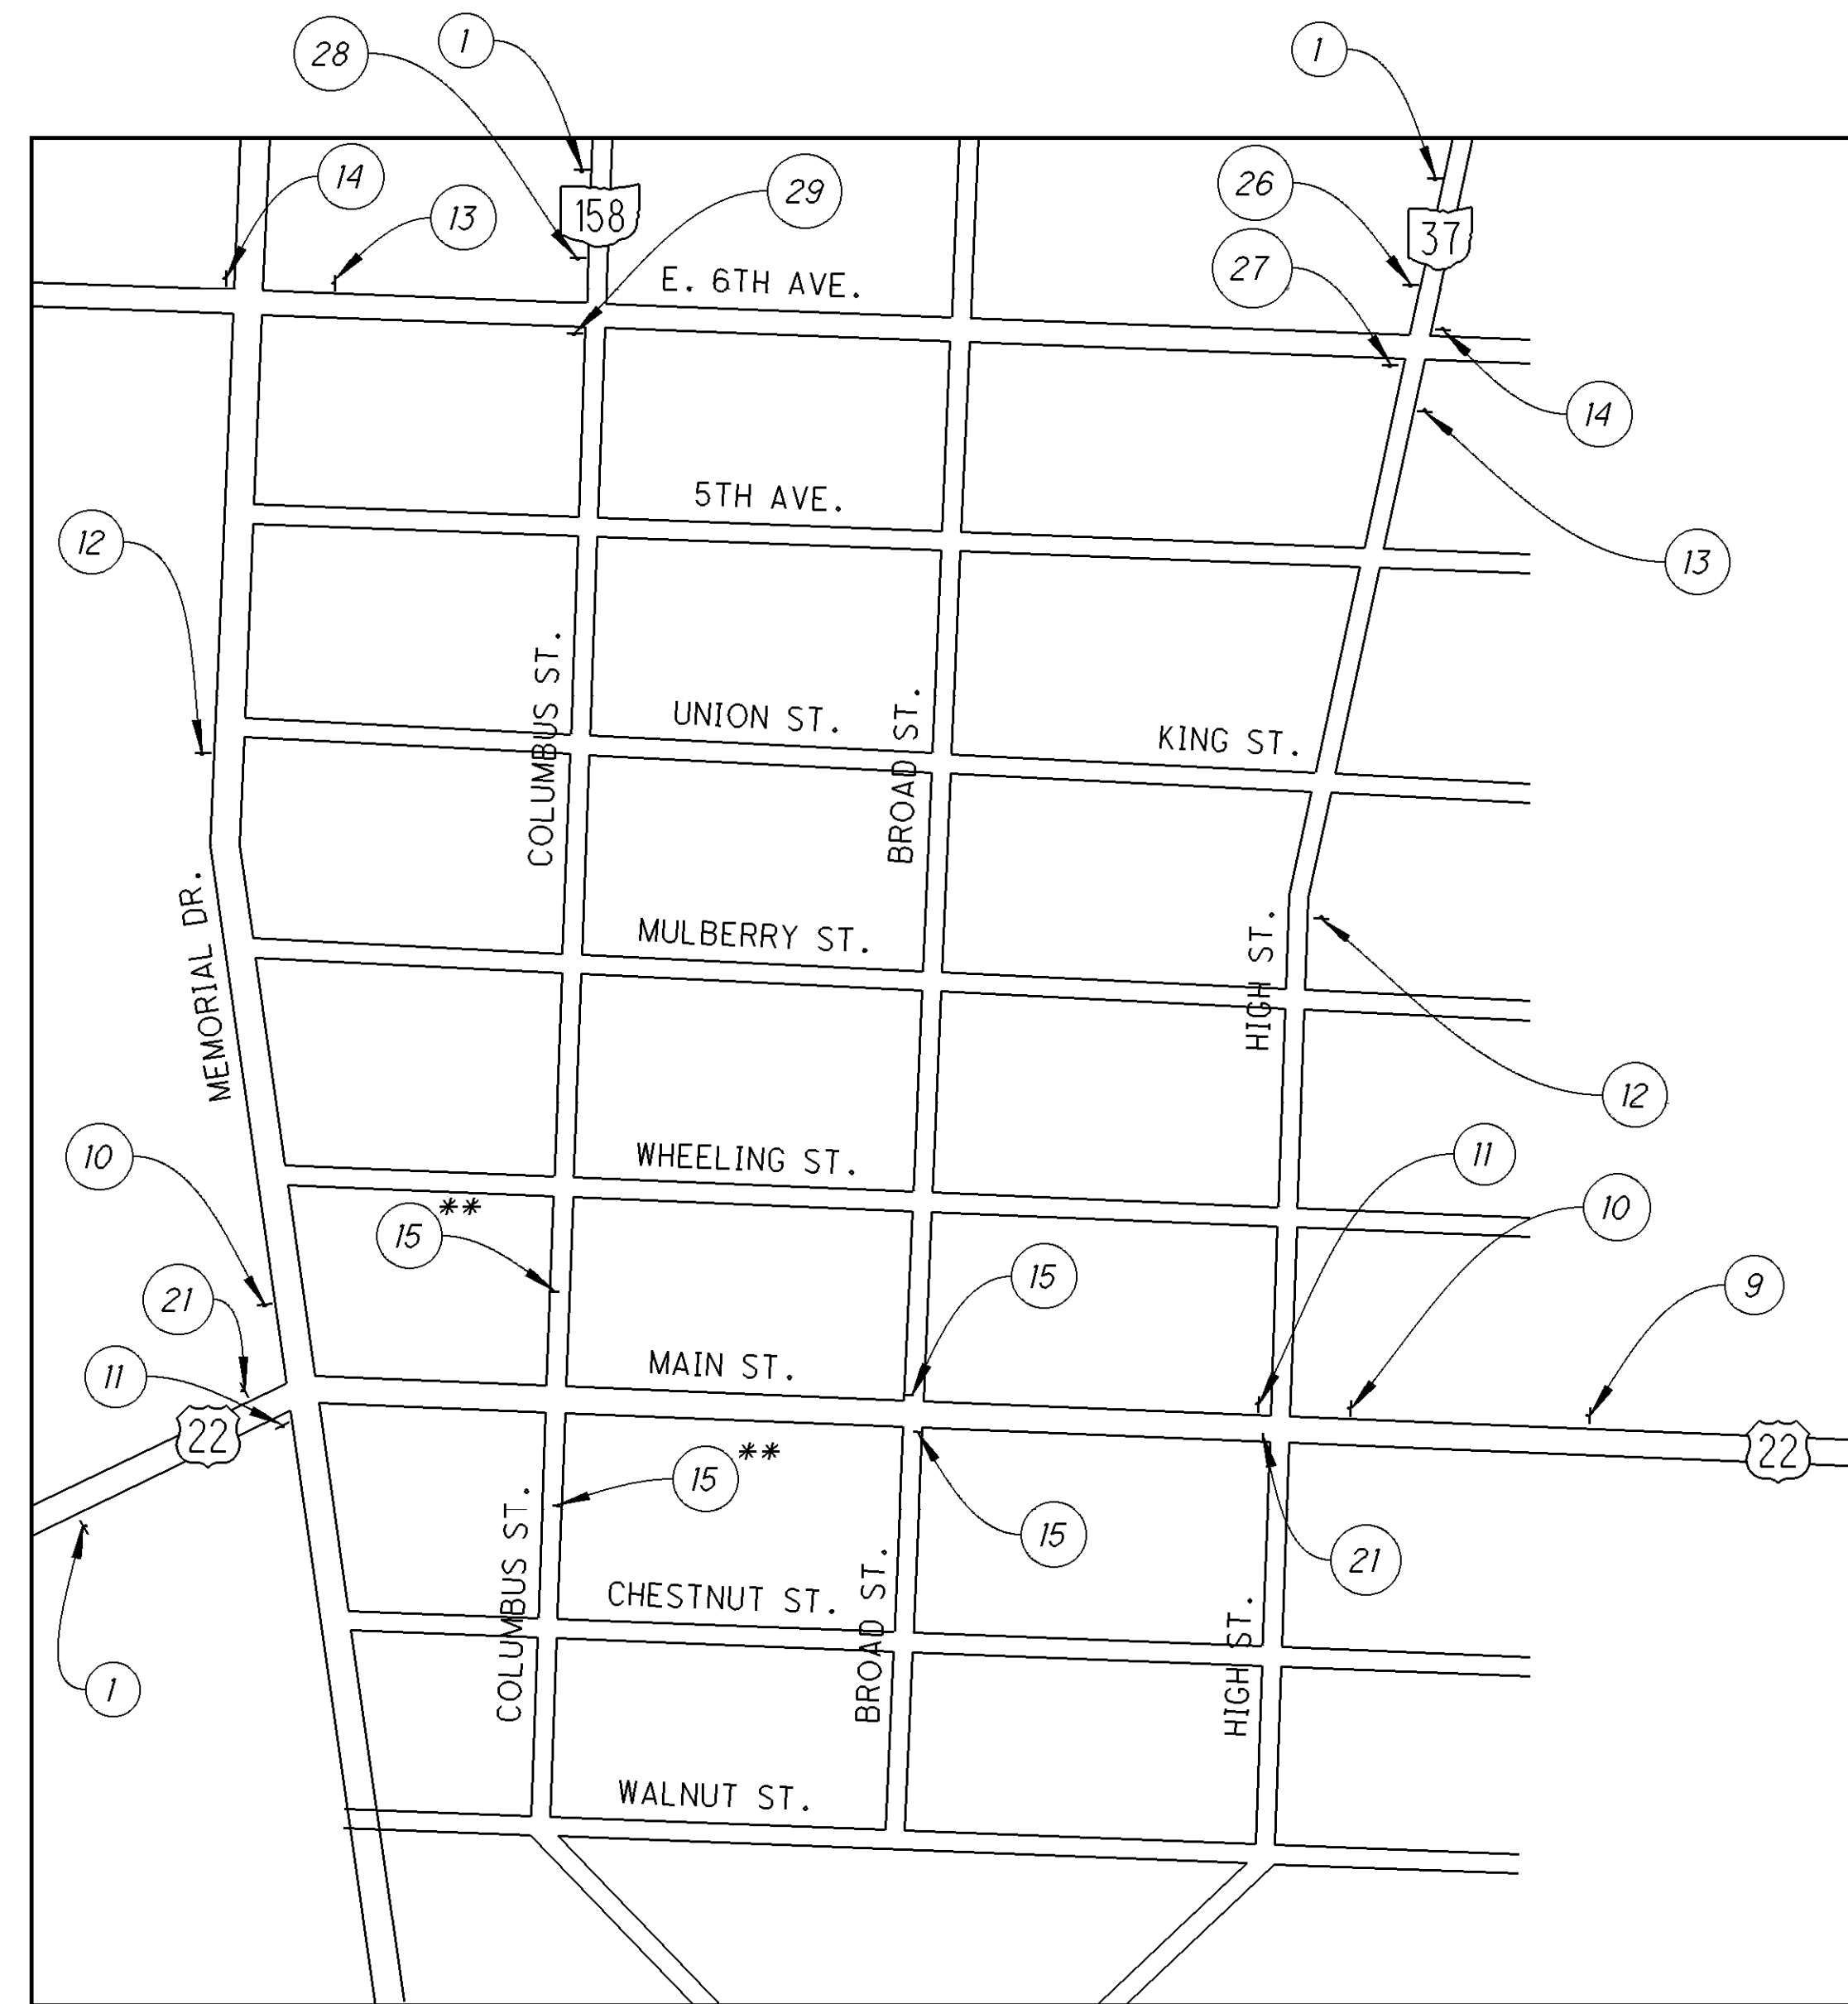 1
28
1
14
13
158
29
26
37
27
E. 6TH AVE.
14
5TH AVE.
12
13
COLUMBUS ST.
UNION ST.
BROAD ST.
KING ST.
MEMORIAL DR.
MULBERRY ST.
HIGH ST.
12
10
WHEELING ST.
11
15**
10
21
15
9
11
MAIN ST.
22
22
15**
COLUMBUS ST.
15
21
CHESTNUT ST.
BROAD ST.
HIGH ST.
1
WALNUT ST.